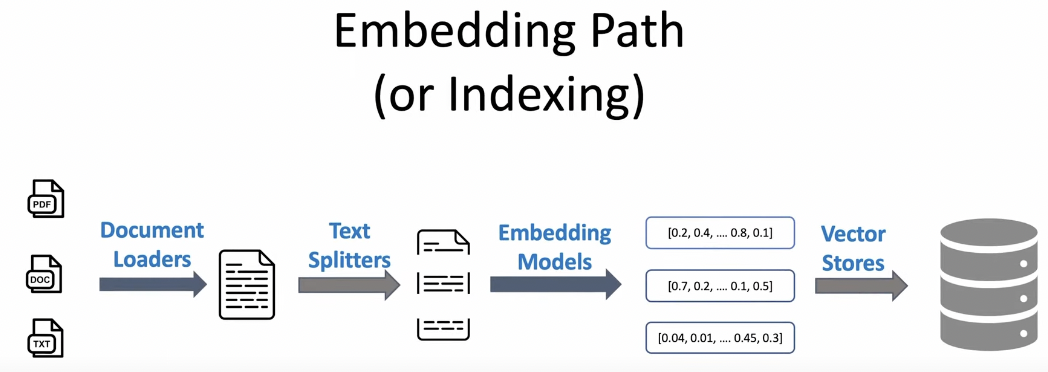 Embedding Path
(or Indexing)
PDF
DOC
TXT
Document
Loaders
Text
Splitters
Embedding
Models
[0.2, 0.4, .... 0.8, 0.1]
[0.7, 0.2, .... 0.1, 0.5]
[0.04, 0.01, .... 0.45, 0.3]
Vector
Stores